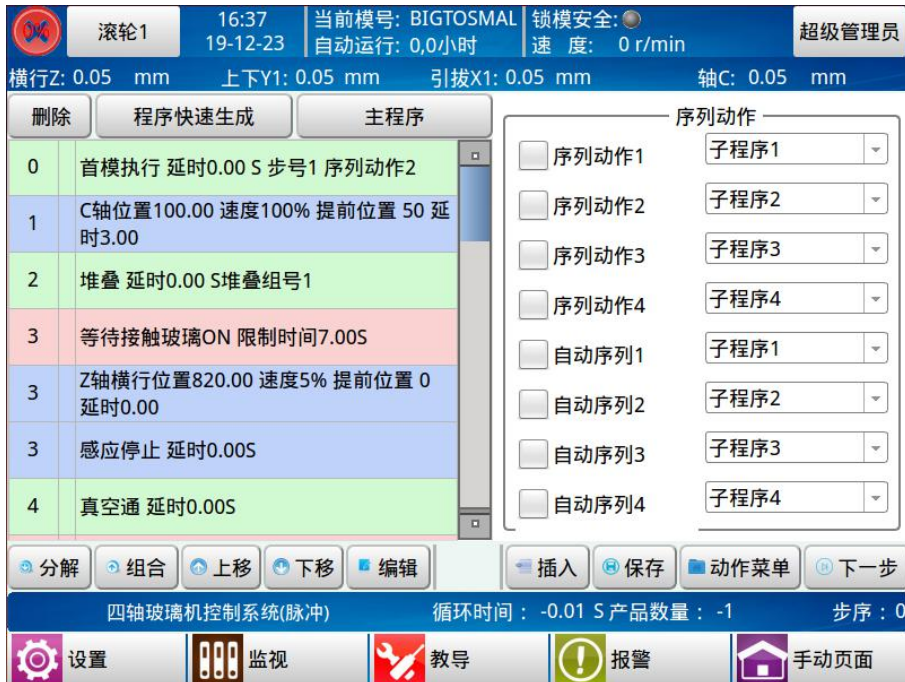 滚轮1
16:37
19-12-23
当前模号: BIGTOSMAL
自动运行: 0,0小时
锁模安全:
速 度: 0 r/min
超级管理员
横行Z: 0.05 mm 上下Y1: 0.05 mm 引拔X1: 0.05 mm 轴C: 0.05 mm
删除 程序快速生成 主程序
0 首模执行 延时0.00 S 步号1 序列动作2
1 C轴位置100.00 速度100% 提前位置 50 延
时3.00
2 堆叠 延时0.00 S堆叠组号1
3 等待接触玻璃ON 限制时间7.00S
3 Z轴横行位置820.00 速度5% 提前位置 0
延时0.00
3 感应停止 延时0.00S
4 真空通 延时0.00S
序列动作
序列动作1 子程序1
序列动作2 子程序2
序列动作3 子程序3
序列动作4 子程序4
自动序列1 子程序1
自动序列2 子程序2
自动序列3 子程序3
自动序列4 子程序4
分解 组合 上移 下移 编辑 插入 保存 动作菜单 下一步
四轴玻璃机控制系统(脉冲) 循环时间 : -0.01 S 产品数量 : -1 步序 : 0
设置 监视 教导 报警 手动页面